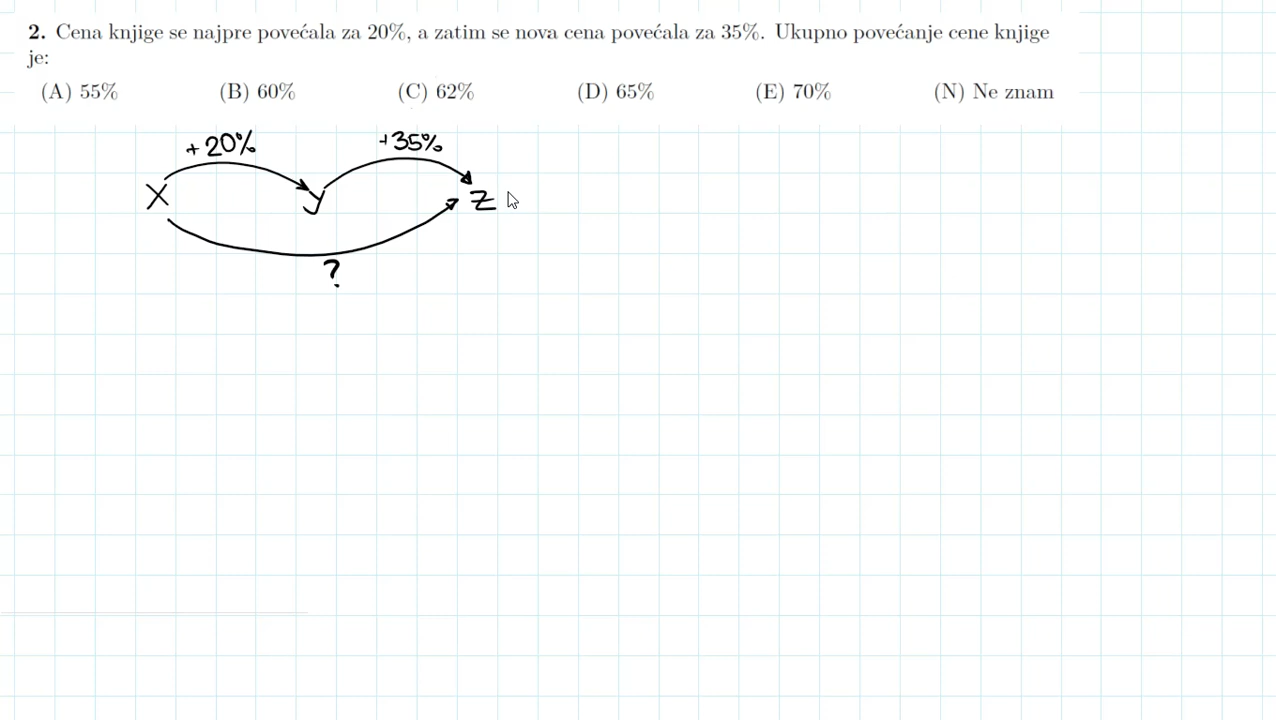 2. Cena knjige se najpre povećala za 20%, a zatim se nova cena povećala za 35%. Ukupno povećanje cene knjige
je:
(A) 55% (B) 60% (C) 62% (D) 65% (E) 70% (N) Ne znam
+20% +35%
X y Z
?